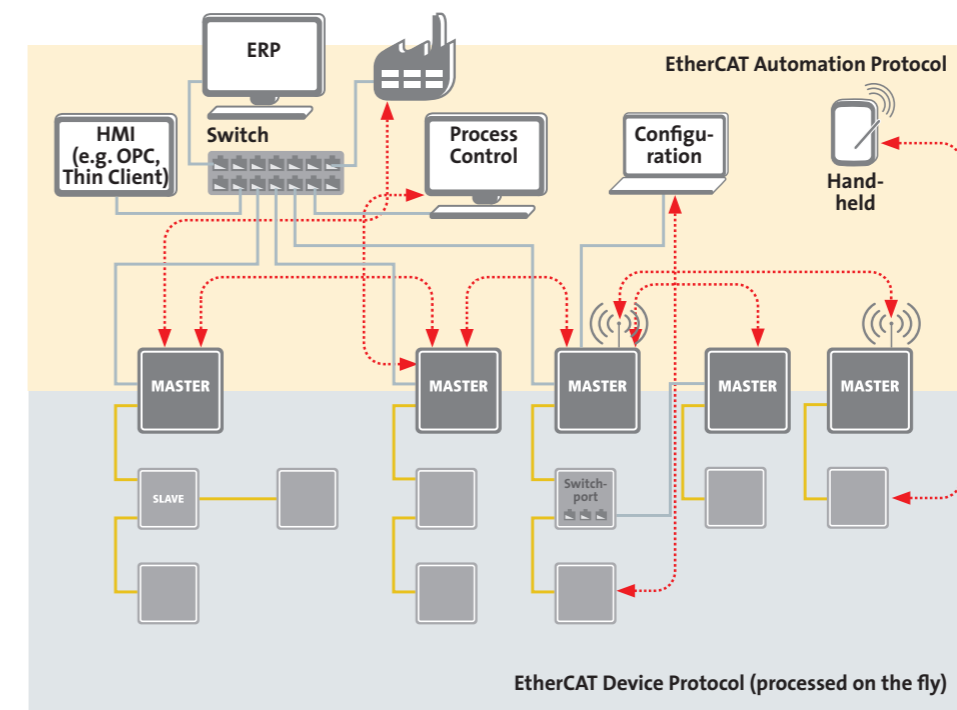 ERP
EtherCAT Automation Protocol
HMI
(e.g. OPC,
Thin Client)
Switch
Process
Control
Configu-
ration
Hand-
held
MASTER
MASTER
MASTER
MASTER
MASTER
SLAVE
Switch-
port
EtherCAT Device Protocol (processed on the fly)